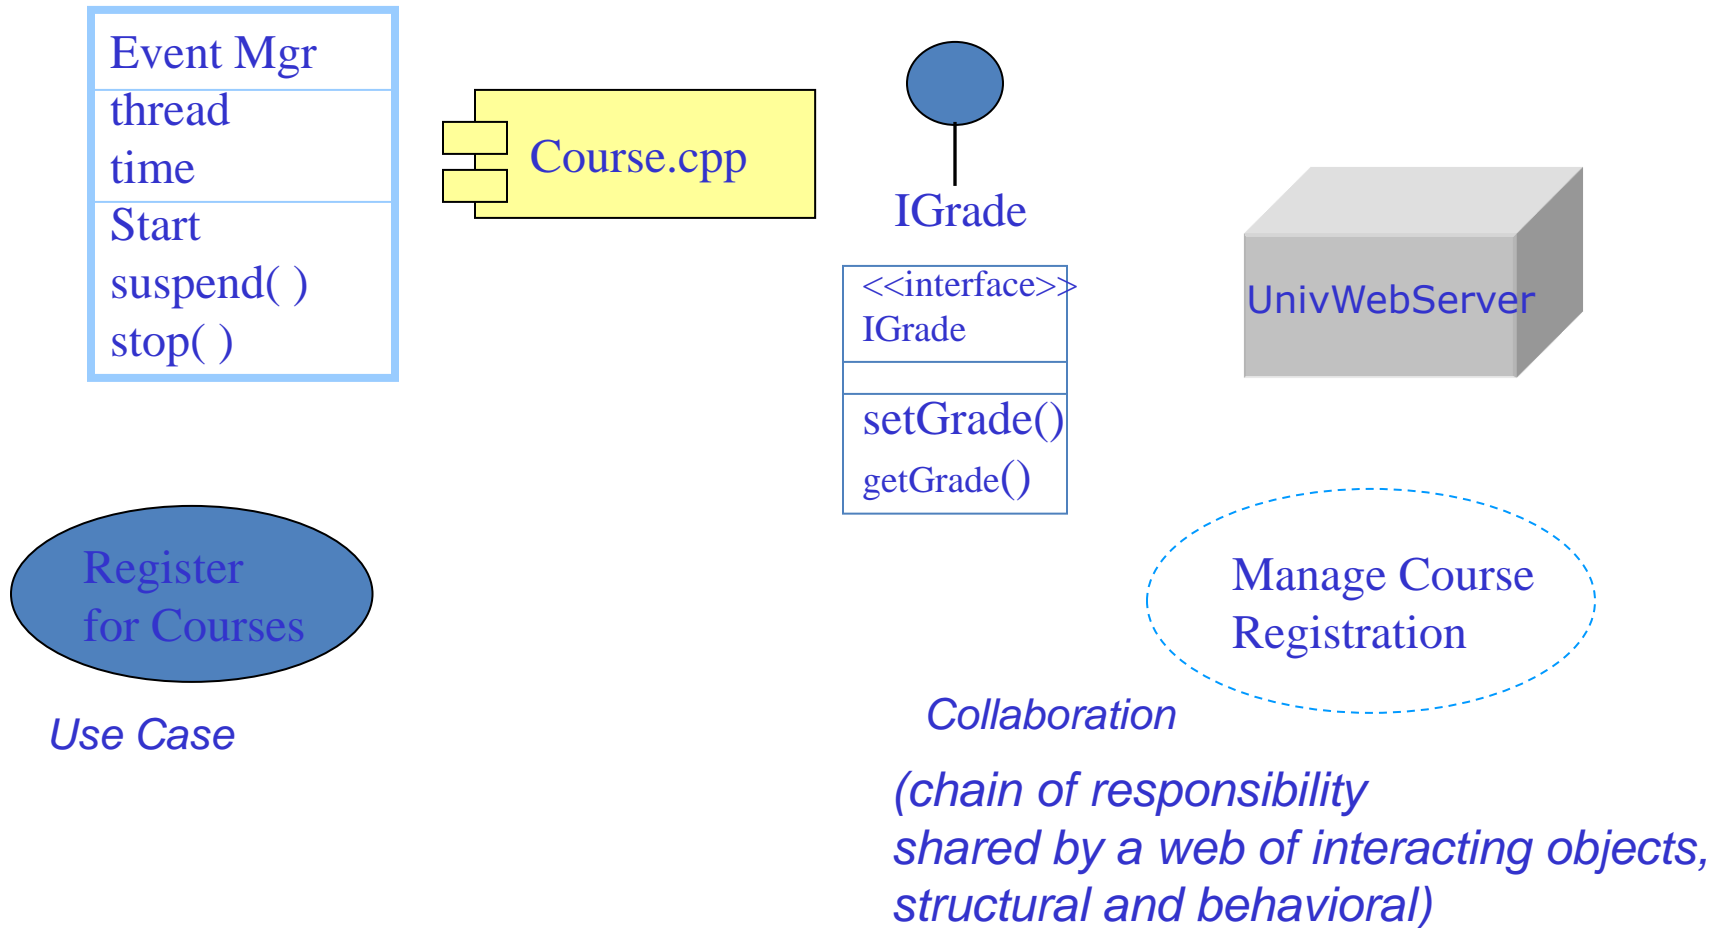 Event Mgr
thread
time
Start
suspend( )
stop( )
Course.cpp
IGrade
<<interface>>
IGrade
setGrade()
getGrade()
UnivWebServer
Register
for Courses
Use Case
Manage Course
Registration
Collaboration
(chain of responsibility
shared by a web of interacting objects,
structural and behavioral)